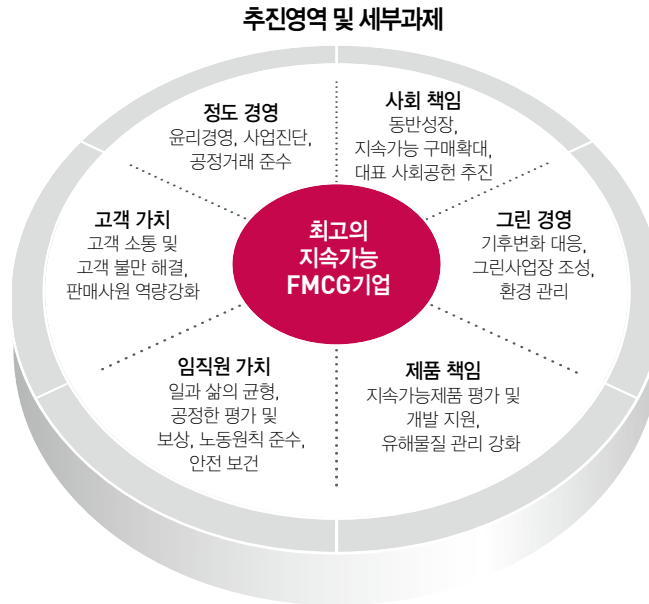 추진영역 및 세부과제
정도 경영
윤리경영, 사업진단,
공정거래 준수
사회 책임
동반성장,
지속가능 구매확대,
대표 사회공헌 추진
고객 가치
고객 소통 및
고객 불만 해결,
판매사원 역량강화
최고의
지속가능
FMCG기업
그린 경영
기후변화 대응,
그린사업장 조성,
환경 관리
임직원 가치
일과 삶의 균형,
공정한 평가 및
보상, 노동원칙 준수,
안전 보건
제품 책임
지속가능제품 평가 및
개발 지원,
유해물질 관리 강화